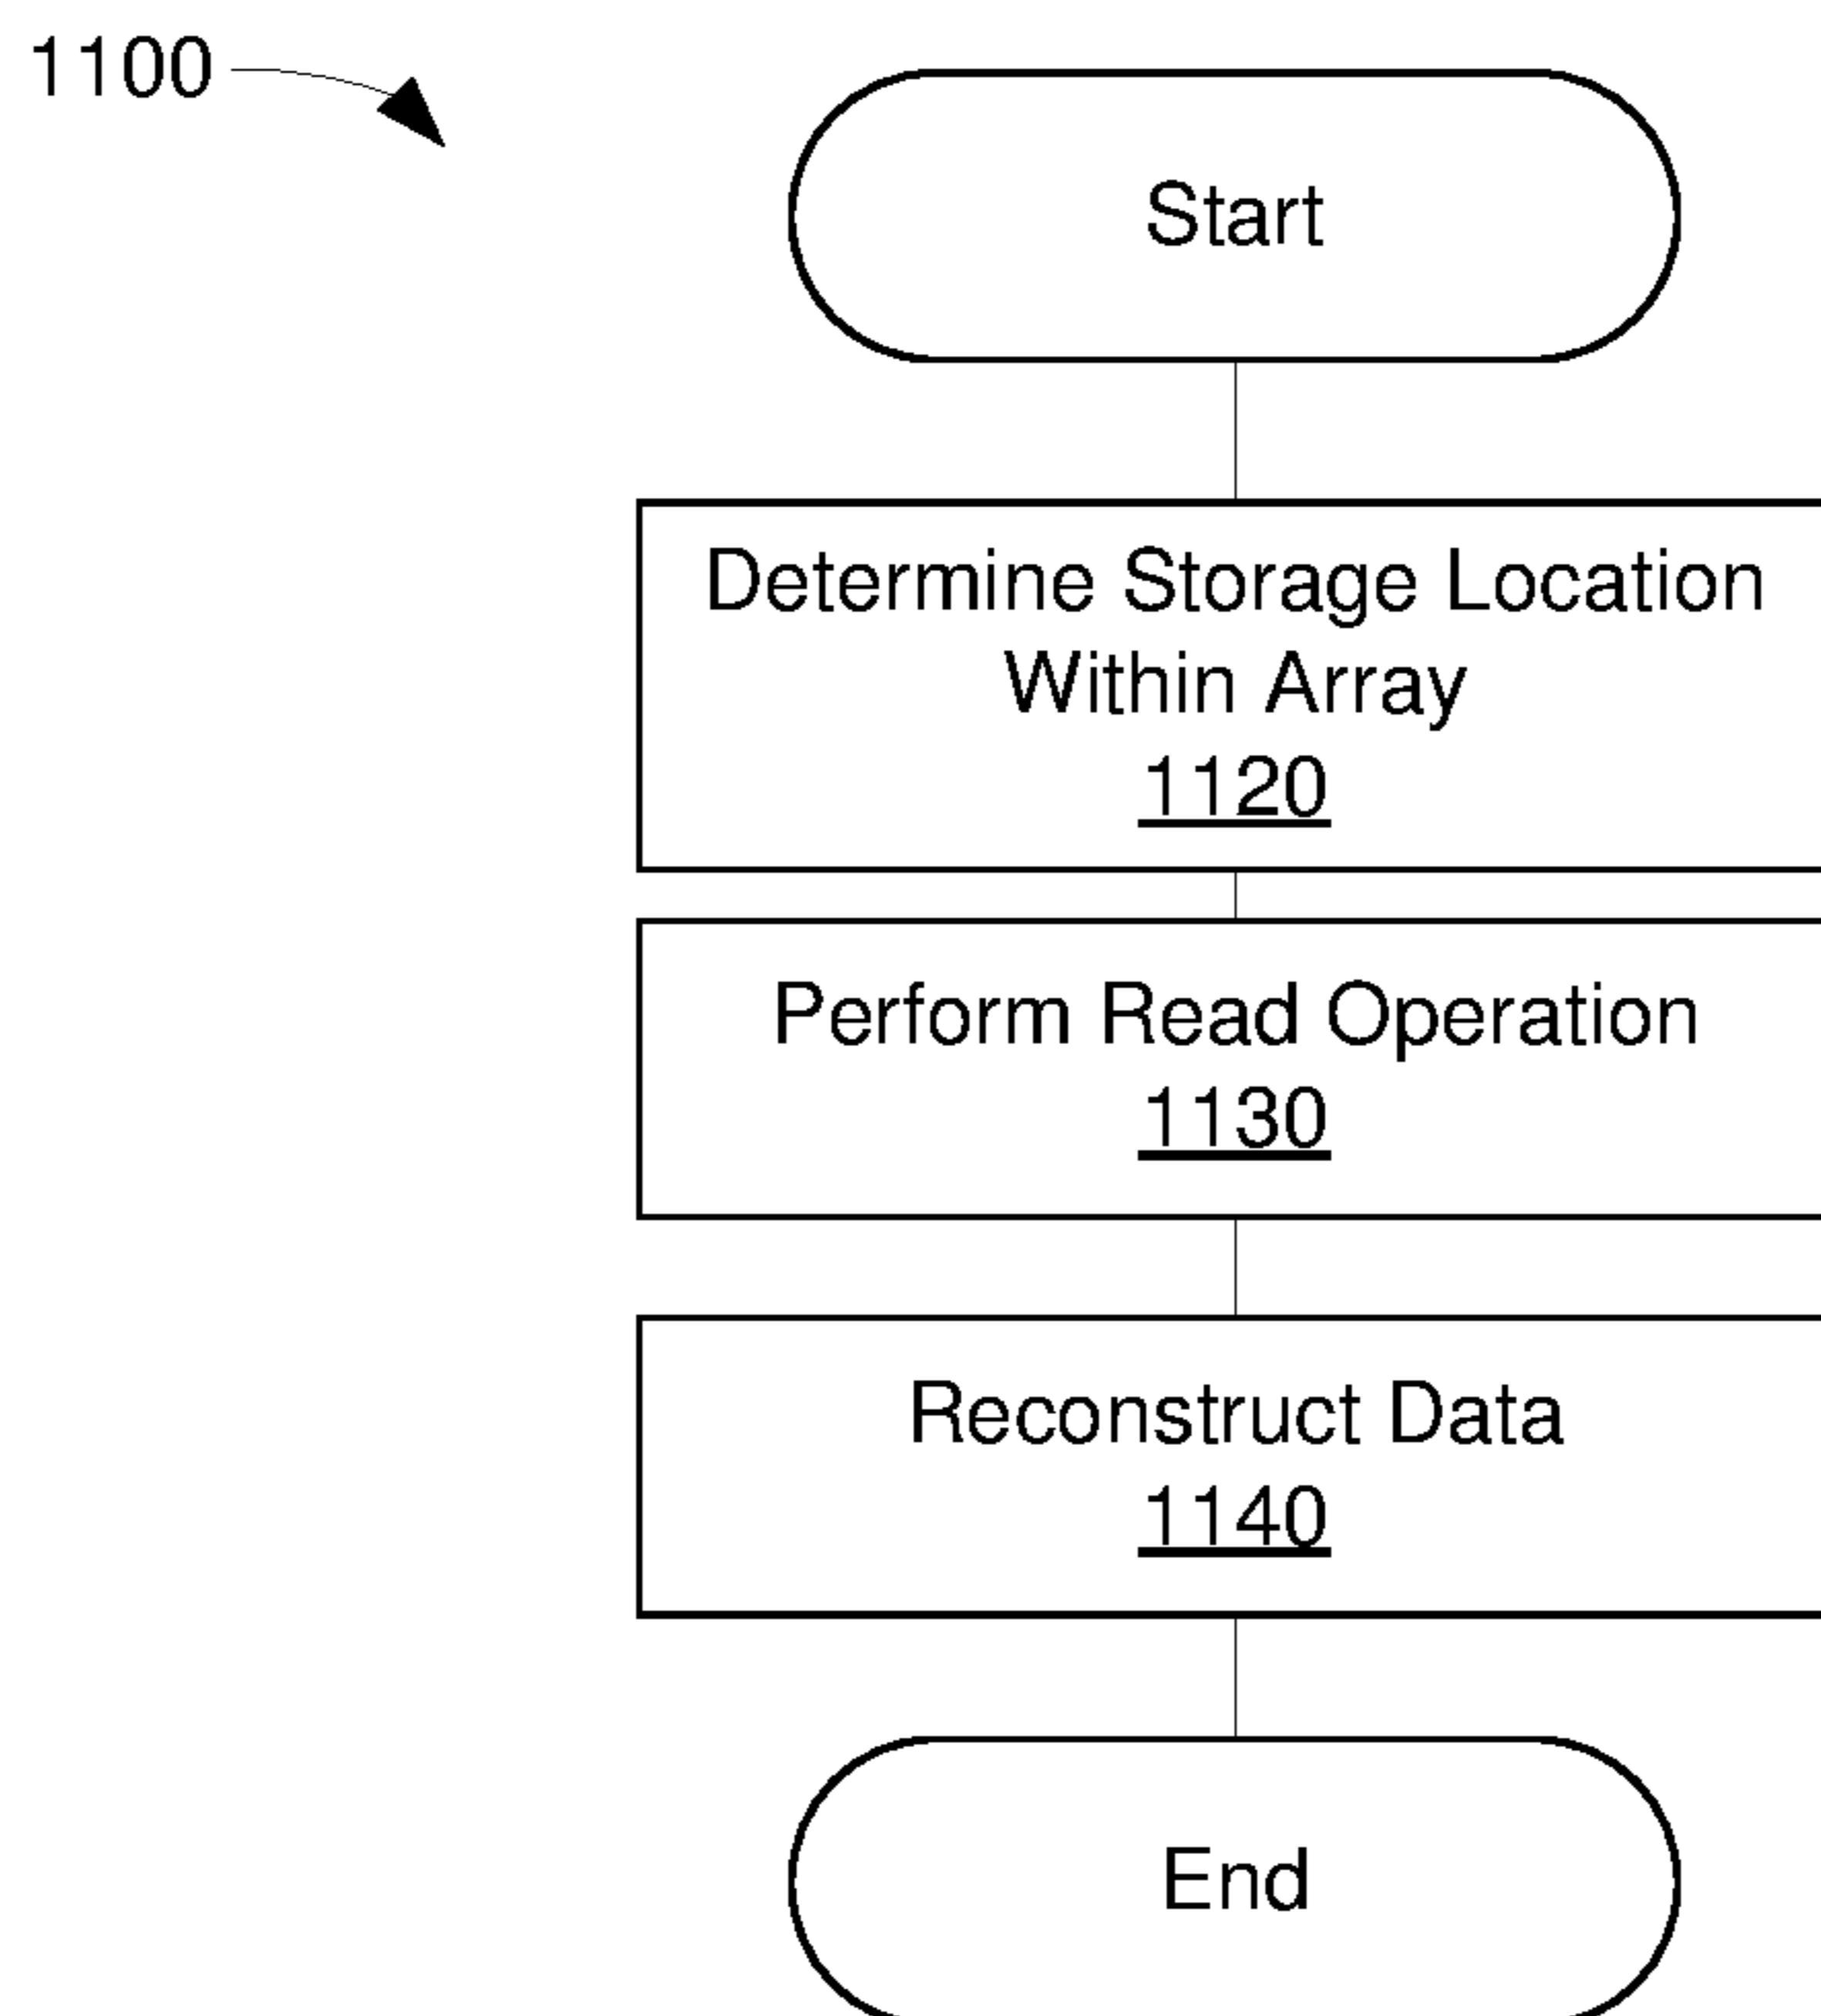 1100
Start
Determine Storage Location
Within Array
1120
Perform Read Operation
1130
Reconstruct Data
1140
End